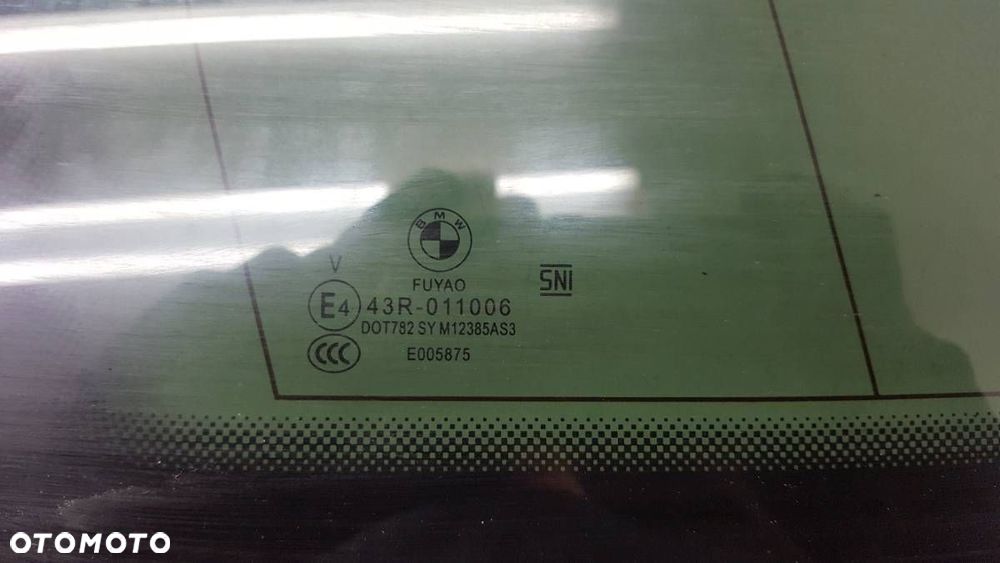 BMW
V
FUYAO
SNI
E4 43R-011006
DOT782 SY M12385AS3
CCC E005875
OTOMOTO